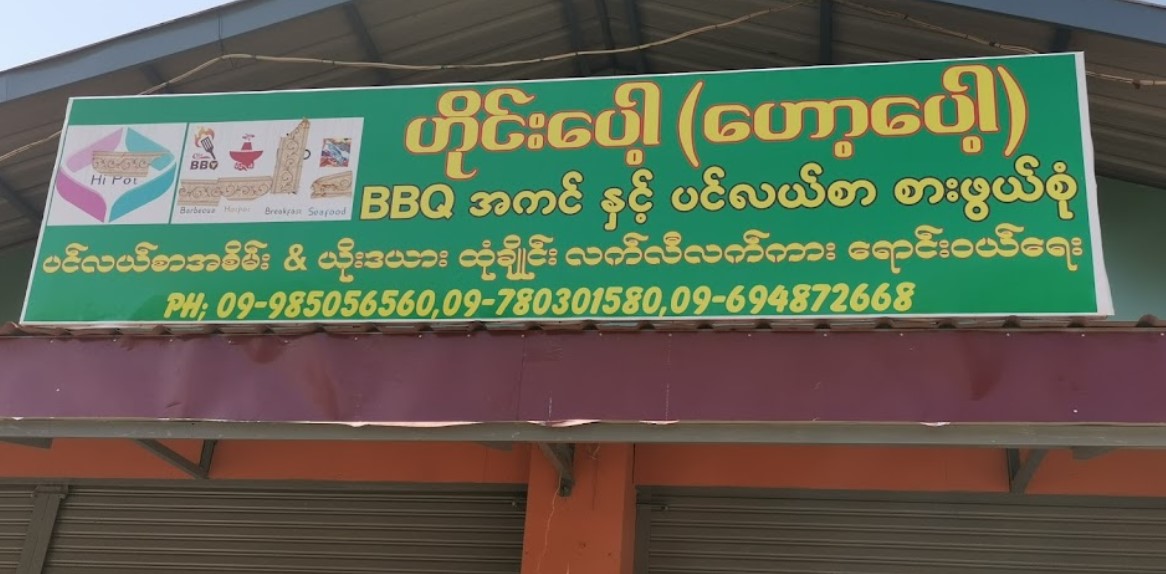 ဟိုင်းပေါ့ (ဟော့ပေါ့)
BBQ အကင် နှင့် ပင်လယ်စာ စားဖွယ်စုံ
ပင်လယ်စာအစိမ်း & ယိုးဒယား ထုံချိုင်း လက်လီလက်ကား ရောင်းဝယ်ရေး
PH; 09-985056560,09-780301580,09-694872668
Hi Pot
BBQ
Barbecue Hotpot Breakfast Seafood